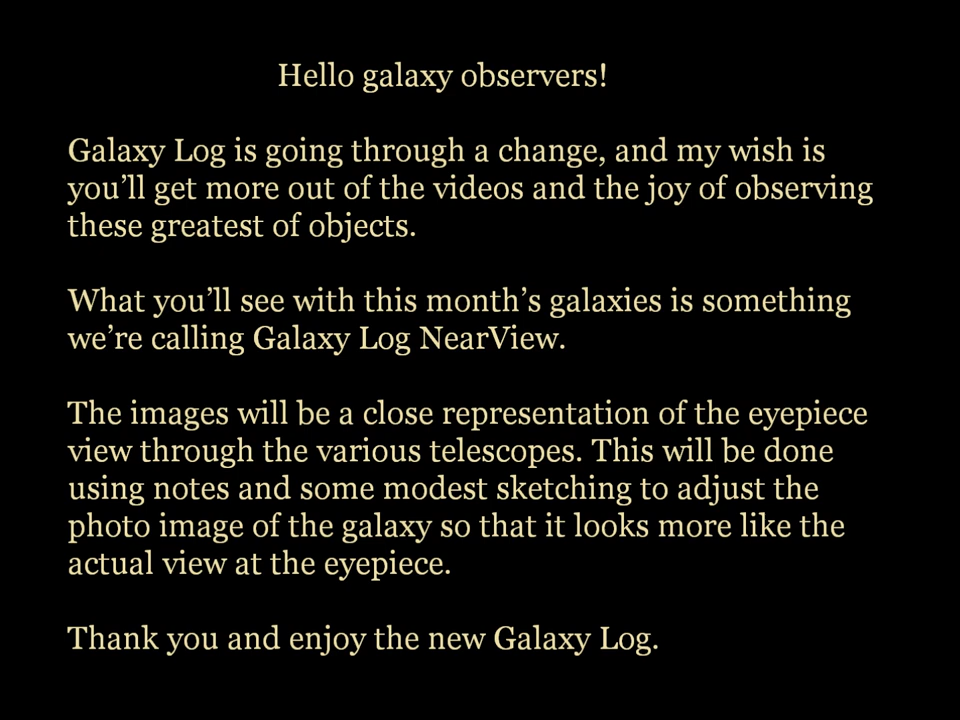 Hello galaxy observers!
Galaxy Log is going through a change, and my wish is
you’ll get more out of the videos and the joy of observing
these greatest of objects.
What you’ll see with this month’s galaxies is something
we’re calling Galaxy Log NearView.
The images will be a close representation of the eyepiece
view through the various telescopes. This will be done
using notes and some modest sketching to adjust the
photo image of the galaxy so that it looks more like the
actual view at the eyepiece.
Thank you and enjoy the new Galaxy Log.